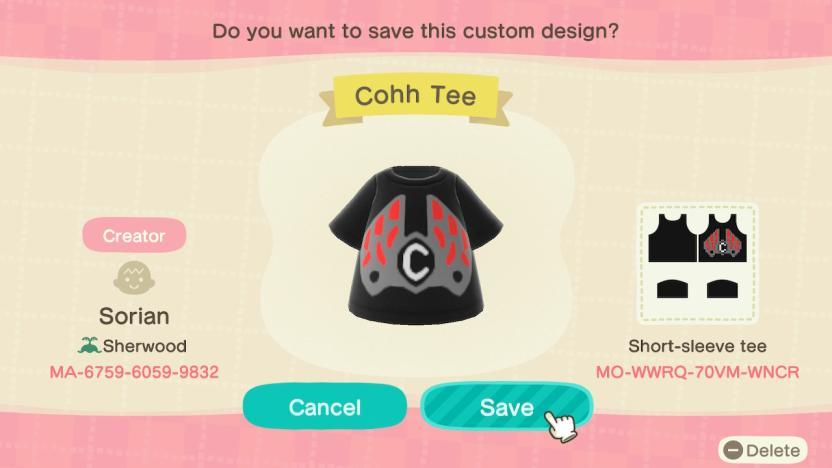 Do you want to save this custom design?
Cohh Tee
Creator
Sorian
Sherwood
MA-6759-6059-9832
C
C
Short-sleeve tee
MO-WWRQ-70VM-WNCR
Cancel
Save
Delete